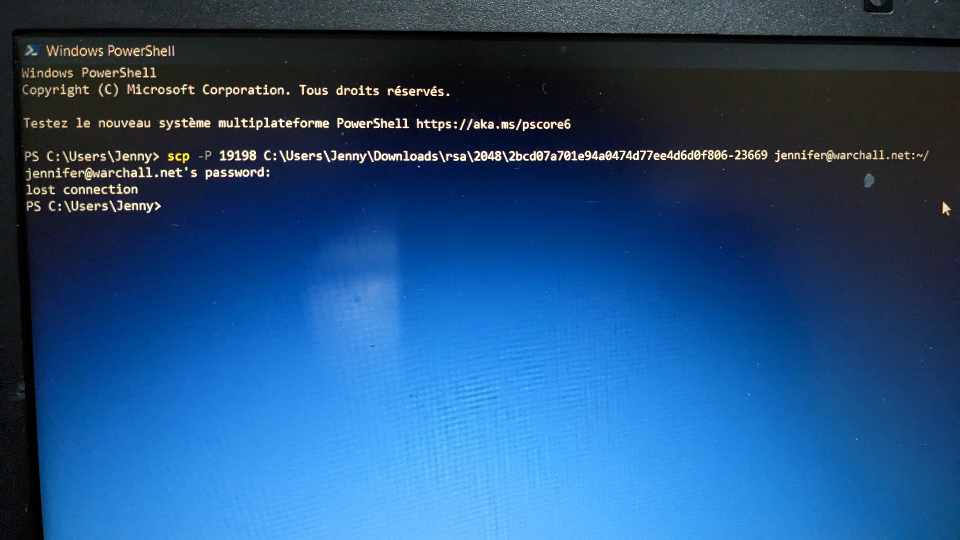 Windows PowerShell
Windows PowerShell
Copyright (C) Microsoft Corporation. Tous droits réservés.
Testez le nouveau système multiplateforme PowerShell https://aka.ms/pscore6
PS C:\Users\Jenny> scp -P 19198 C:\Users\Jenny\Downloads\rsa\2048\2bcd07a701e94a0474d77ee4d6d0f806-23669 jennifer@warchall.net:~/
jennifer@warchall.net's password:
lost connection
PS C:\Users\Jenny>